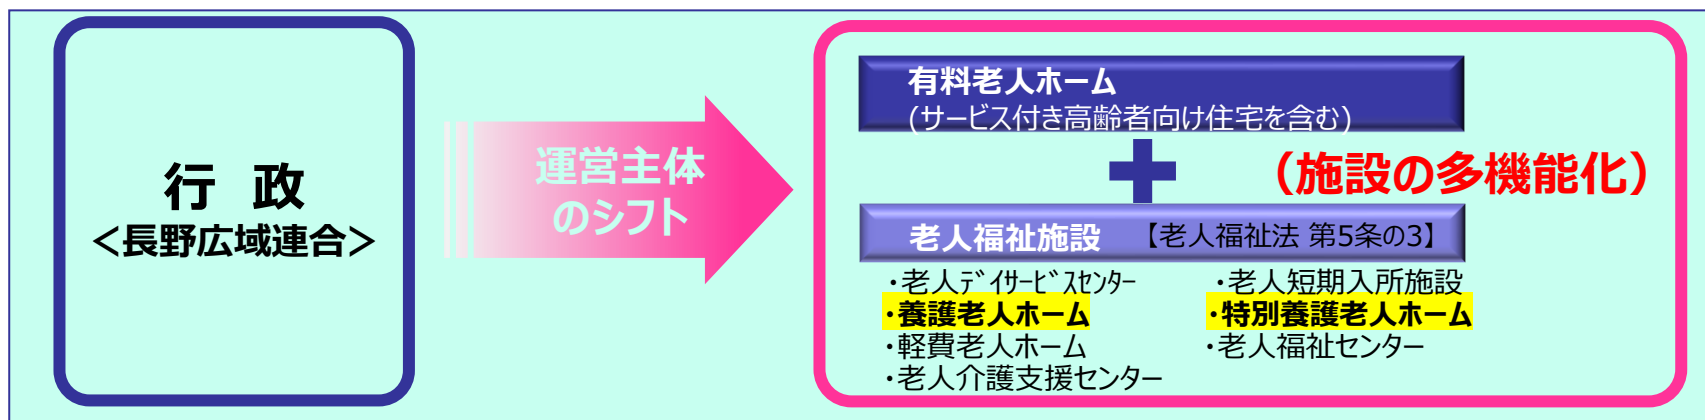 行 政
<長野広域連合>
運営主体
のシフト
有料老人ホーム
(サービス付き高齢者向け住宅を含む)
(施設の多機能化)
老人福祉施設 【老人福祉法 第5条の3】
・老人ﾃﾞｲｻｰﾋﾞｽｾﾝﾀｰ ・老人短期入所施設
・養護老人ホーム ・特別養護老人ホーム
・軽費老人ホーム ・老人福祉センター
・老人介護支援センター